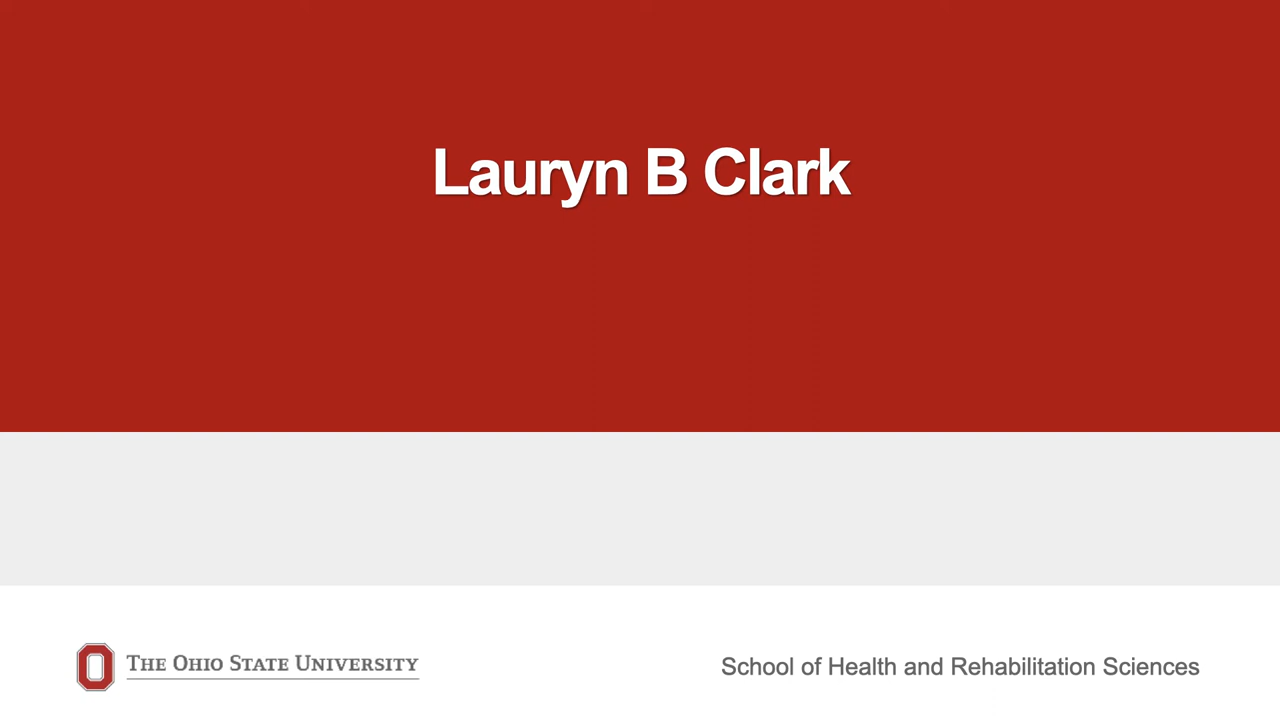 Lauryn B Clark
The Ohio State University
School of Health and Rehabilitation Sciences